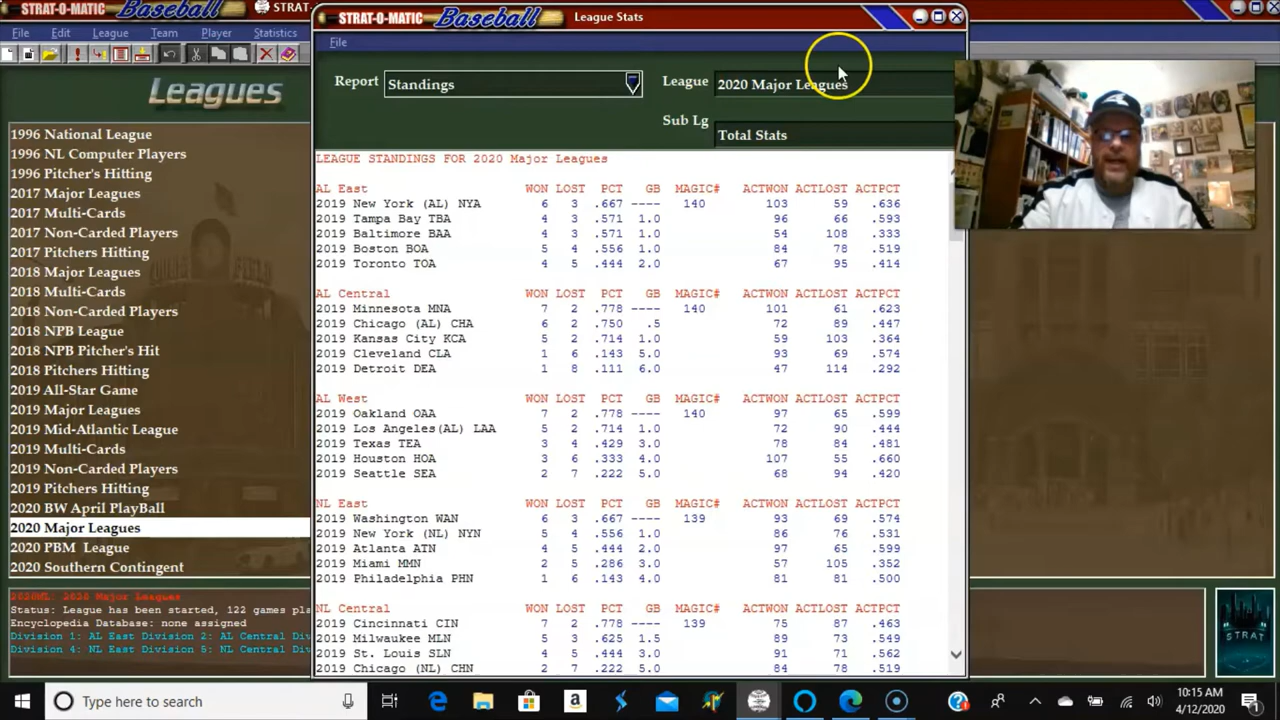 STRAT-O-MATIC Baseball
STRAT-
STRAT-O-MATIC Baseball League Stats
File Edit League Team Player Statistics
File
Report Standings League 2020 Major Leagues
Sub Lg Total Stats
Leagues
1996 National League
1996 NL Computer Players
1996 Pitcher's Hitting
2017 Major Leagues
2017 Multi-Cards
2017 Non-Carded Players
2017 Pitchers Hitting
2018 Major Leagues
2018 Multi-Cards
2018 Non-Carded Players
2018 NPB League
2018 NPB Pitcher's Hit
2018 Pitchers Hitting
2019 All-Star Game
2019 Major Leagues
2019 Mid-Atlantic League
2019 Multi-Cards
2019 Non-Carded Players
2019 Pitchers Hitting
2020 BW April PlayBall
2020 Major Leagues
2020 PBM League
2020 Southern Contingent
LEAGUE STANDINGS FOR 2020 Major Leagues
AL East WON LOST PCT GB MAGIC# ACTWON ACTLOST ACTPCT
2019 New York (AL) NYA 6 3 .667 ---- 140 103 59 .636
2019 Tampa Bay TBA 4 3 .571 1.0 96 66 .593
2019 Baltimore BAA 4 3 .571 1.0 54 108 .333
2019 Boston BOA 5 4 .556 1.0 84 78 .519
2019 Toronto TOA 4 5 .444 2.0 67 95 .414
AL Central WON LOST PCT GB MAGIC# ACTWON ACTLOST ACTPCT
2019 Minnesota MNA 7 2 .778 ---- 140 101 61 .623
2019 Chicago (AL) CHA 6 2 .750 .5 72 89 .447
2019 Kansas City KCA 5 2 .714 1.0 59 103 .364
2019 Cleveland CLA 1 6 .143 5.0 93 69 .574
2019 Detroit DEA 1 8 .111 6.0 47 114 .292
AL West WON LOST PCT GB MAGIC# ACTWON ACTLOST ACTPCT
2019 Oakland OAA 7 2 .778 ---- 140 97 65 .599
2019 Los Angeles(AL) LAA 5 2 .714 1.0 72 90 .444
2019 Texas TEA 3 4 .429 3.0 78 84 .481
2019 Houston HOA 3 6 .333 4.0 107 55 .660
2019 Seattle SEA 2 7 .222 5.0 68 94 .420
NL East WON LOST PCT GB MAGIC# ACTWON ACTLOST ACTPCT
2019 Washington WAN 6 3 .667 ---- 139 93 69 .574
2019 New York (NL) NYN 5 4 .556 1.0 86 76 .531
2019 Atlanta ATN 4 5 .444 2.0 97 65 .599
2019 Miami MMN 2 5 .286 3.0 57 105 .352
2019 Philadelphia PHN 1 6 .143 4.0 81 81 .500
NL Central WON LOST PCT GB MAGIC# ACTWON ACTLOST ACTPCT
2019 Cincinnati CIN 7 2 .778 ---- 139 75 87 .463
2019 Milwaukee MLN 5 3 .625 1.5 89 73 .549
2019 St. Louis SLN 4 5 .444 3.0 91 71 .562
2019 Chicago (NL) CHN 2 7 .222 5.0 84 78 .519
Major Leagues
Status: League has been started, 122 games pla
Encyclopedia Database: none assigned
Division 1: AL East Division 2: AL Central Div
Division 4: NL East Division 5: NL Central Div
STRAT
Type here to search
10:15 AM
4/12/2020